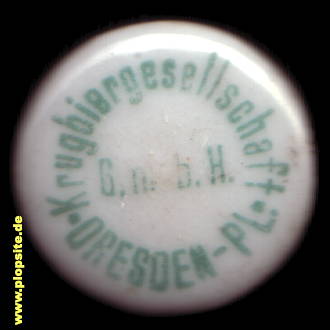 Krugbiergesellschaft
G.m.b.H.
• DRESDEN-PL. •
www.plopsite.de